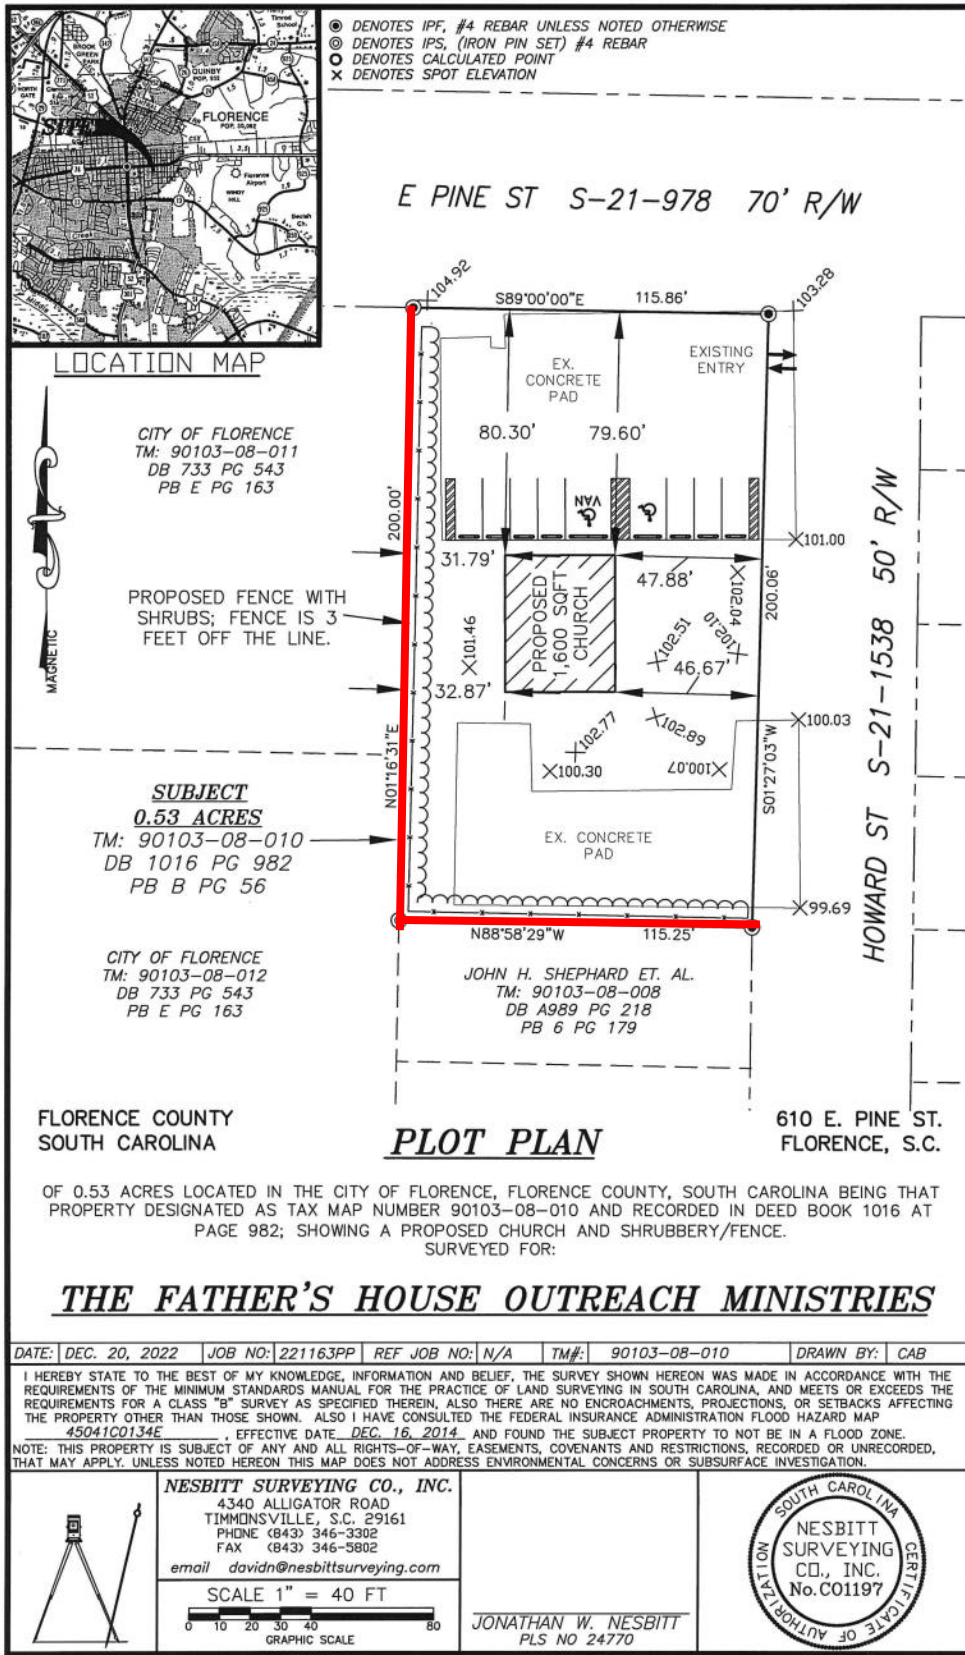 DENOTES IPF, #4 REBAR UNLESS NOTED OTHERWISE
DENOTES IPS, (IRON PIN SET) #4 REBAR
DENOTES CALCULATED POINT
× DENOTES SPOT ELEVATION
BROOK
GREEN
PARK
QUINBY
FLORENCE
SITE
Florence
Airport
WINDY
HILL
LOCATION MAP
E PINE ST S-21-978 70' R/W
104.92
S89°00'00"E 115.86'
103.28
EX.
CONCRETE
PAD
EXISTING
ENTRY
CITY OF FLORENCE
TM: 90103-08-011
DB 733 PG 543
PB E PG 163
80.30' 79.60'
200.00'
VAN
101.00
31.79'
47.88'
PROPOSED
1,600 SQFT
CHURCH
102.04
102.10
102.51
200.06'
PROPOSED FENCE WITH
SHRUBS; FENCE IS 3
FEET OFF THE LINE.
101.46
46.67'
32.87'
MAGNETIC
HOWARD ST S-21-1538 50' R/W
N01°16'31"E
102.77
102.89
100.03
100.30
100.07
S01°27'03"W
SUBJECT
0.53 ACRES
TM: 90103-08-010
DB 1016 PG 982
PB B PG 56
EX. CONCRETE
PAD
99.69
N88°58'29"W 115.25'
CITY OF FLORENCE
TM: 90103-08-012
DB 733 PG 543
PB E PG 163
JOHN H. SHEPHARD ET. AL.
TM: 90103-08-008
DB A989 PG 218
PB 6 PG 179
FLORENCE COUNTY
SOUTH CAROLINA
PLOT PLAN
610 E. PINE ST.
FLORENCE, S.C.
OF 0.53 ACRES LOCATED IN THE CITY OF FLORENCE, FLORENCE COUNTY, SOUTH CAROLINA BEING THAT
PROPERTY DESIGNATED AS TAX MAP NUMBER 90103-08-010 AND RECORDED IN DEED BOOK 1016 AT
PAGE 982; SHOWING A PROPOSED CHURCH AND SHRUBBERY/FENCE.
SURVEYED FOR:
THE FATHER'S HOUSE OUTREACH MINISTRIES
DATE: DEC. 20, 2022 JOB NO: 221163PP REF JOB NO: N/A TM#: 90103-08-010 DRAWN BY: CAB
I HEREBY STATE TO THE BEST OF MY KNOWLEDGE, INFORMATION AND BELIEF, THE SURVEY SHOWN HEREON WAS MADE IN ACCORDANCE WITH THE
REQUIREMENTS OF THE MINIMUM STANDARDS MANUAL FOR THE PRACTICE OF LAND SURVEYING IN SOUTH CAROLINA, AND MEETS OR EXCEEDS THE
REQUIREMENTS FOR A CLASS "B" SURVEY AS SPECIFIED THEREIN, ALSO THERE ARE NO ENCROACHMENTS, PROJECTIONS, OR SETBACKS AFFECTING
THE PROPERTY OTHER THAN THOSE SHOWN. ALSO I HAVE CONSULTED THE FEDERAL INSURANCE ADMINISTRATION FLOOD HAZARD MAP
45041C0134E, EFFECTIVE DATE DEC. 16, 2014 AND FOUND THE SUBJECT PROPERTY TO NOT BE IN A FLOOD ZONE.
NOTE: THIS PROPERTY IS SUBJECT OF ANY AND ALL RIGHTS-OF-WAY, EASEMENTS, COVENANTS AND RESTRICTIONS, RECORDED OR UNRECORDED,
THAT MAY APPLY. UNLESS NOTED HEREON THIS MAP DOES NOT ADDRESS ENVIRONMENTAL CONCERNS OR SUBSURFACE INVESTIGATION.
NESBITT SURVEYING CO., INC.
4340 ALLIGATOR ROAD
TIMMONSVILLE, S.C. 29161
PHONE (843) 346-3302
FAX (843) 346-5802
email davidn@nesbittsurveying.com
SCALE 1" = 40 FT
0 10 20 30 40 80
GRAPHIC SCALE
JONATHAN W. NESBITT
PLS NO 24770
SOUTH CAROLINA
CERTIFICATE OF AUTHORIZATION
NESBITT
SURVEYING
CO., INC.
No.C01197